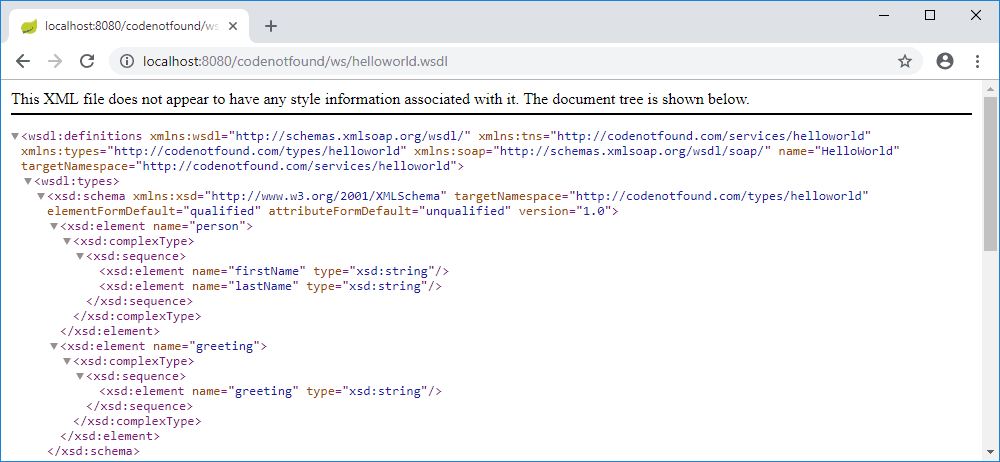 localhost:8080/codenotfound/ws
localhost:8080/codenotfound/ws/helloworld.wsdl
This XML file does not appear to have any style information associated with it. The document tree is shown below.
▼<wsdl:definitions xmlns:wsdl="http://schemas.xmlsoap.org/wsdl/" xmlns:tns="http://codenotfound.com/services/helloworld"
xmlns:types="http://codenotfound.com/types/helloworld" xmlns:soap="http://schemas.xmlsoap.org/wsdl/soap/" name="HelloWorld"
targetNamespace="http://codenotfound.com/services/helloworld">
▼<wsdl:types>
▼<xsd:schema xmlns:xsd="http://www.w3.org/2001/XMLSchema" targetNamespace="http://codenotfound.com/types/helloworld"
elementFormDefault="qualified" attributeFormDefault="unqualified" version="1.0">
▼<xsd:element name="person">
▼<xsd:complexType>
▼<xsd:sequence>
<xsd:element name="firstName" type="xsd:string"/>
<xsd:element name="lastName" type="xsd:string"/>
</xsd:sequence>
</xsd:complexType>
</xsd:element>
▼<xsd:element name="greeting">
▼<xsd:complexType>
▼<xsd:sequence>
<xsd:element name="greeting" type="xsd:string"/>
</xsd:sequence>
</xsd:complexType>
</xsd:element>
</xsd:schema>